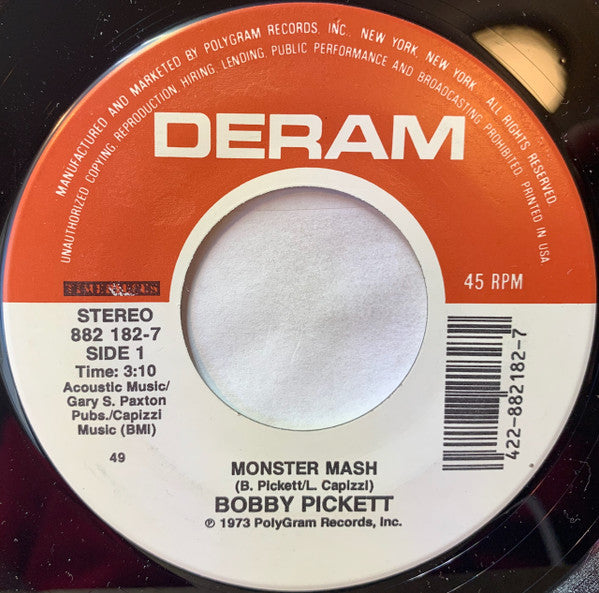 MANUFACTURED AND MARKETED BY POLYGRAM RECORDS, INC., NEW YORK, NEW YORK. ALL RIGHTS RESERVED.
UNAUTHORIZED COPYING, REPRODUCTION, HIRING, LENDING, PUBLIC PERFORMANCE AND BROADCASTING PROHIBITED. PRINTED IN USA.
DERAM
45 RPM
STEREO
882 182-7
SIDE 1
Time: 3:10
Acoustic Music/
Gary S. Paxton
Pubs./Capizzi
Music (BMI)
49
422-882182-7
MONSTER MASH
(B. Pickett/L. Capizzi)
BOBBY PICKETT
℗ 1973 PolyGram Records, Inc.